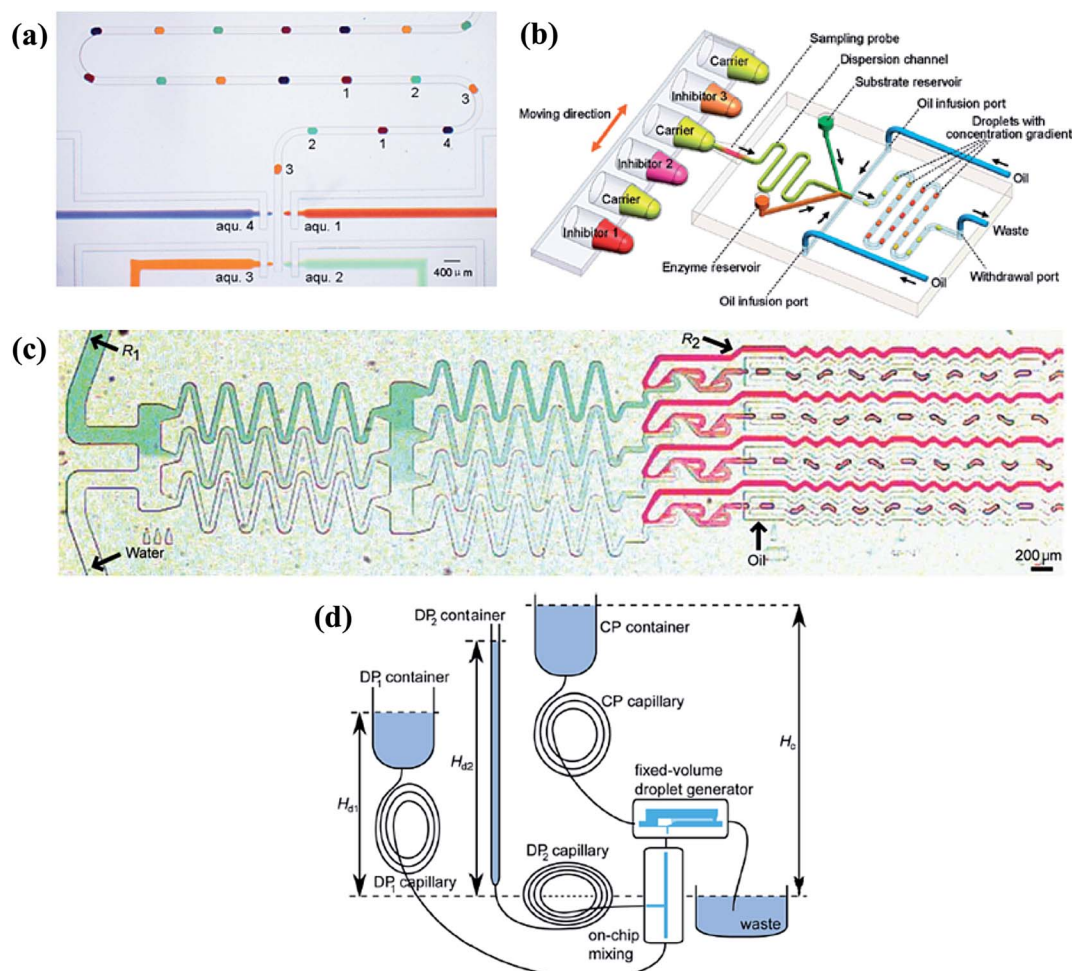 (a)
1
2
3
2
1
4
3
aqu. 4
aqu. 1
aqu. 3
aqu. 2
400 μm
(b)
Sampling probe
Dispersion channel
Substrate reservoir
Oil infusion port
Droplets with
concentration gradient
Moving direction
Carrier
Inhibitor 3
Carrier
Inhibitor 2
Carrier
Inhibitor 1
Oil
Waste
Enzyme reservoir
Oil
Withdrawal port
Oil infusion port
(c)
R1
R2
Water
Oil
200 μm
(d)
DP2 container
CP container
DP1 container
CP capillary
Hd2
Hc
Hd1
fixed-volume
droplet generator
DP2 capillary
DP1 capillary
on-chip
mixing
waste